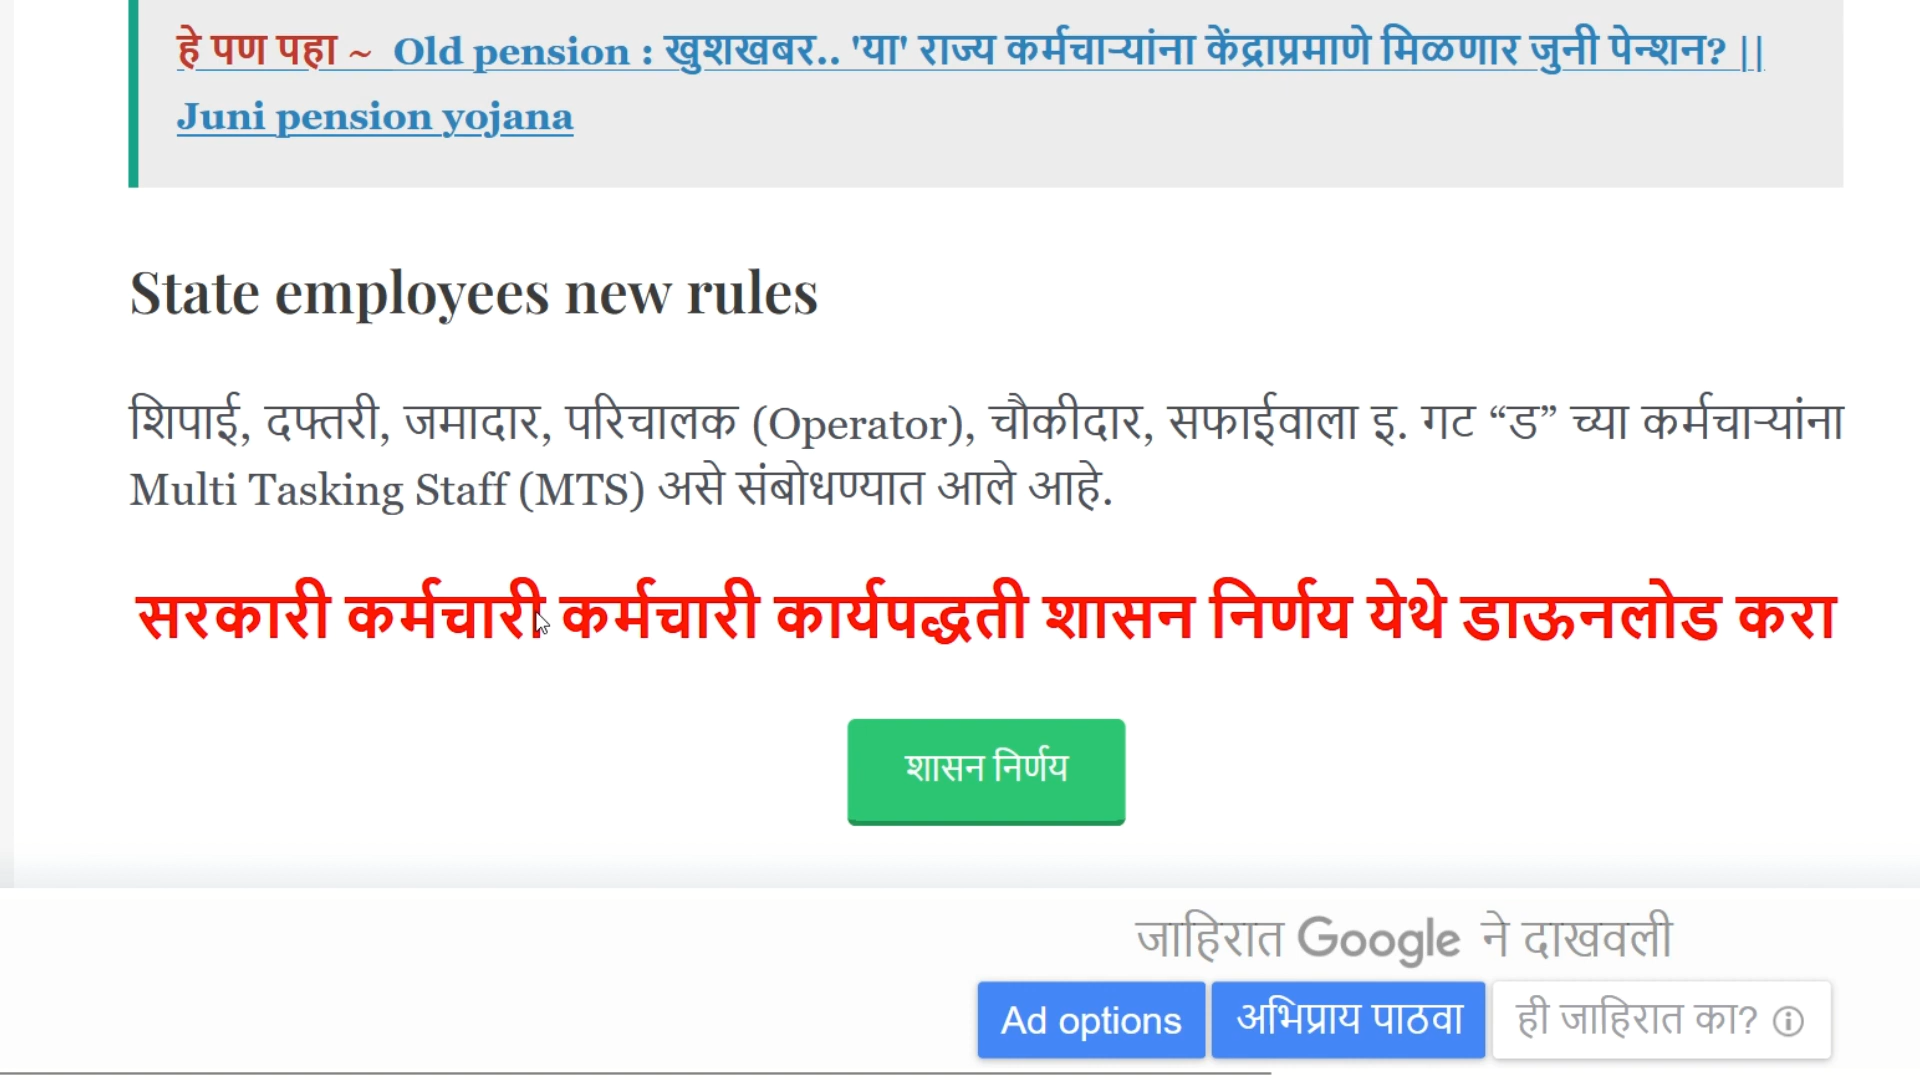 हे पण पहा ~ Old pension : खुशखबर.. 'या' राज्य कर्मचाऱ्यांना केंद्राप्रमाणे मिळणार जुनी पेन्शन? ||
Juni pension yojana
State employees new rules
शिपाई, दफ्तरी, जमादार, परिचालक (Operator), चौकीदार, सफाईवाला इ. गट “ड” च्या कर्मचाऱ्यांना
Multi Tasking Staff (MTS) असे संबोधण्यात आले आहे.
सरकारी कर्मचारी कर्मचारी कार्यपद्धती शासन निर्णय येथे डाऊनलोड करा
शासन निर्णय
जाहिरात Google ने दाखवली
Ad options अभिप्राय पाठवा ही जाहिरात का?